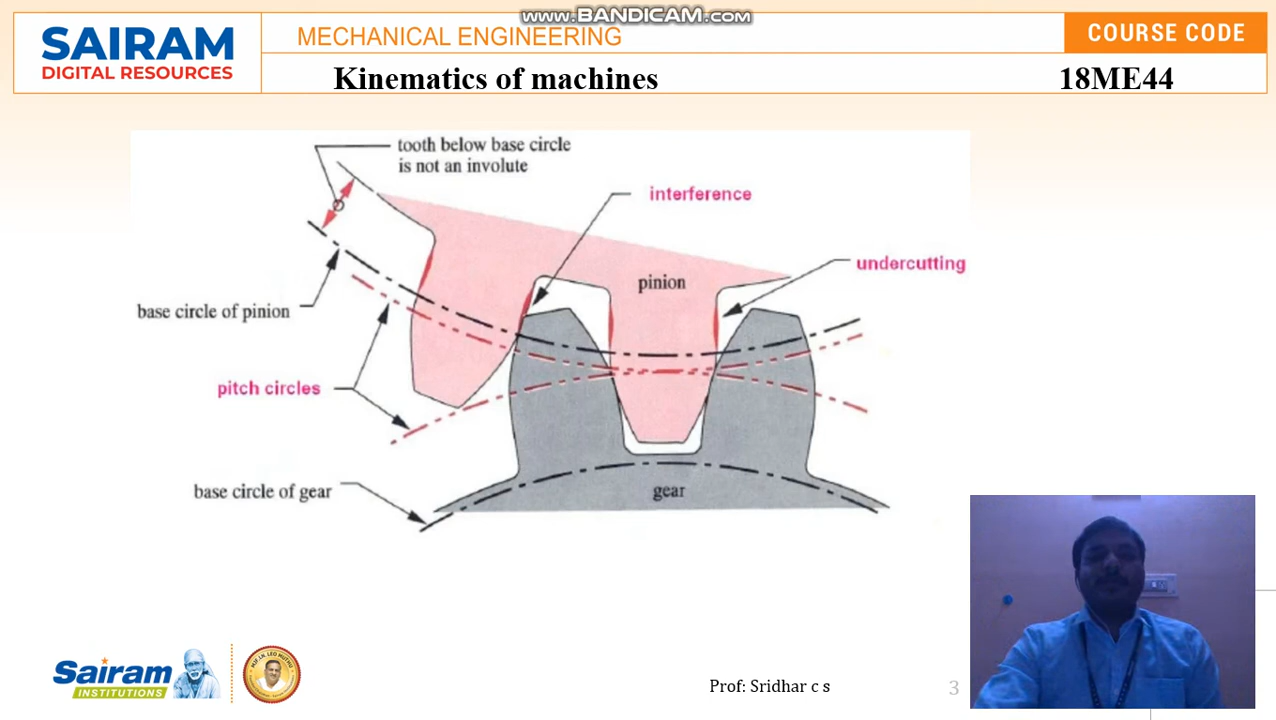 www.BANDICAM.com
SAIRAM
DIGITAL RESOURCES
MECHANICAL ENGINEERING
COURSE CODE
Kinematics of machines
18ME44
tooth below base circle
is not an involute
interference
undercutting
pinion
base circle of pinion
pitch circles
base circle of gear
gear
Sairam
INSTITUTIONS
Prof: Sridhar c s
3